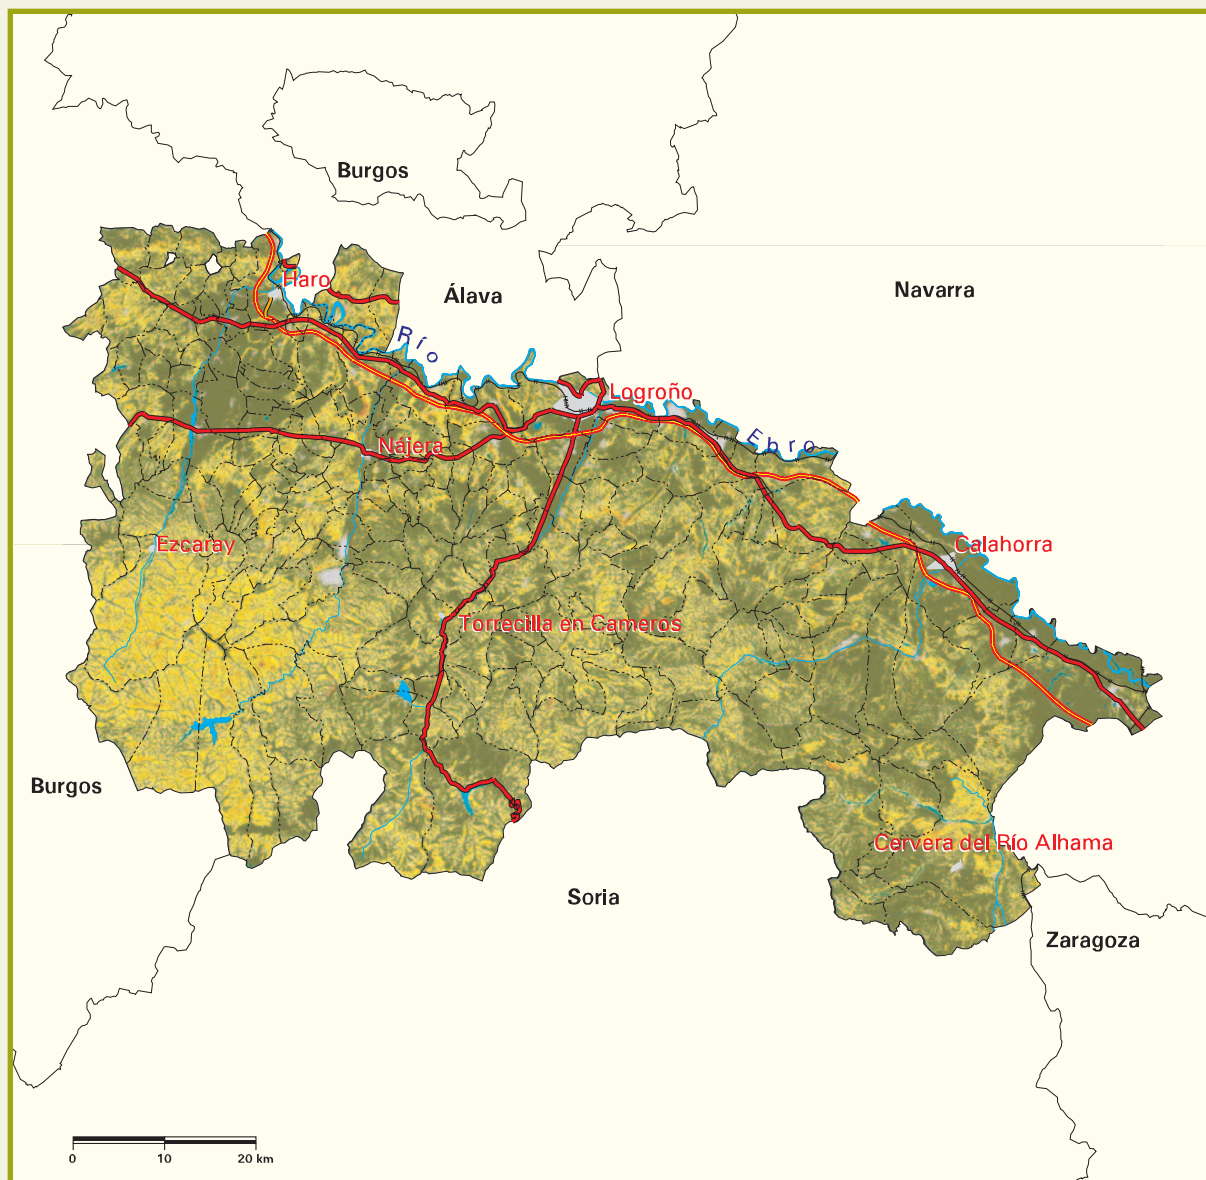 Burgos
Haro
Álava
Navarra
Río
Logroño
Nájera
Ebro
Ezcaray
Calahorra
Torrecilla en Cameros
Burgos
Cervera del Río Alhama
Soria
Zaragoza
0 10 20 km